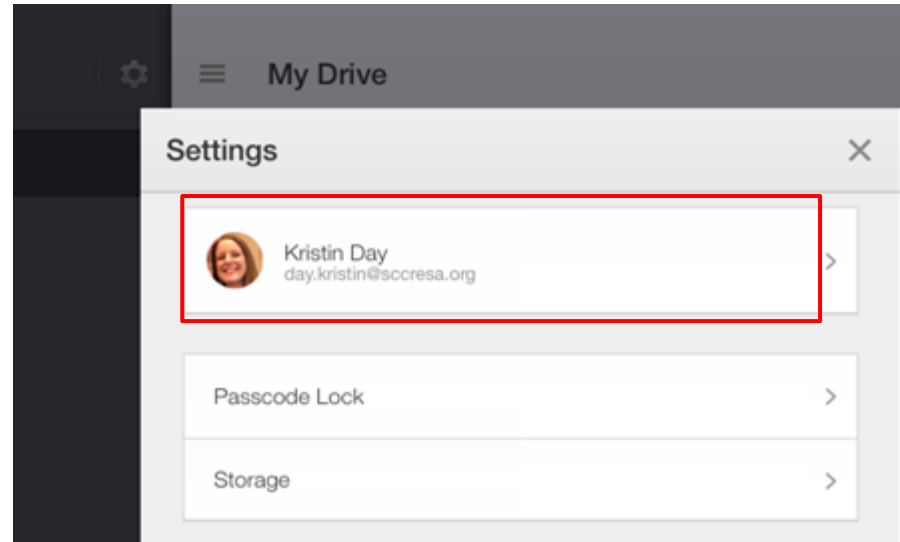 My Drive
Settings
Kristin Day
day.kristin@sccresa.org
Passcode Lock
Storage